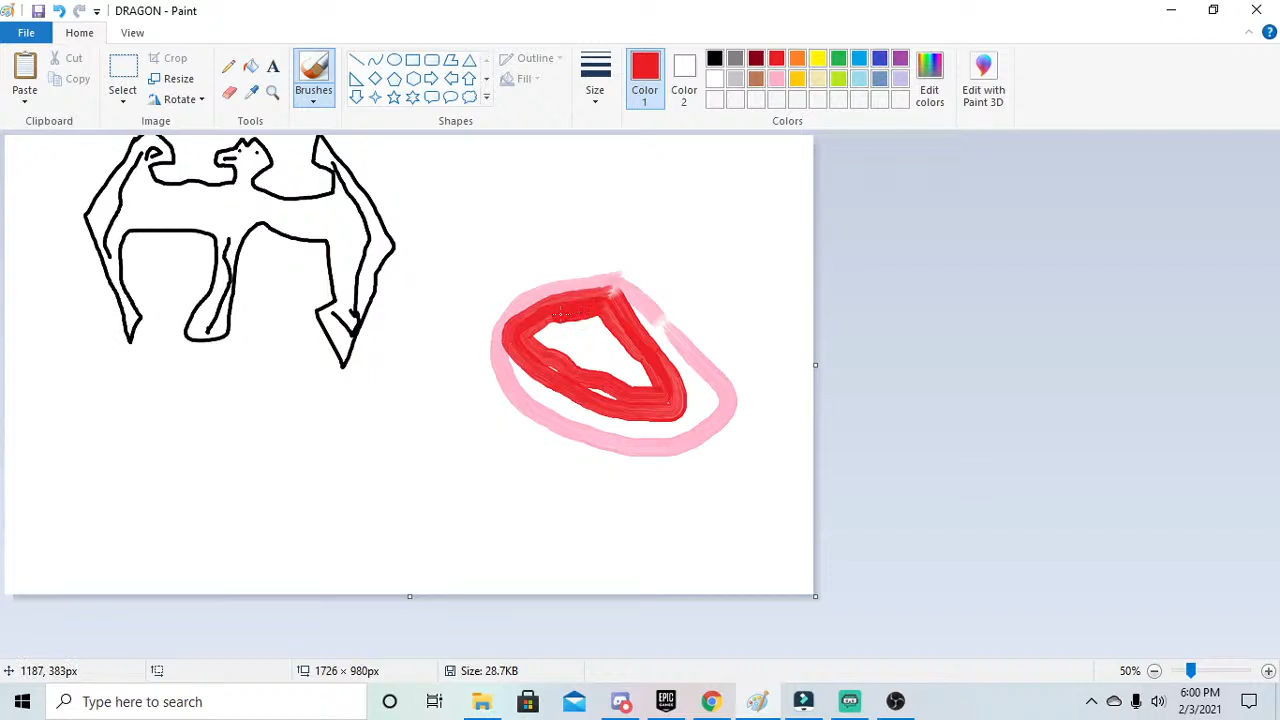 DRAGON - Paint
File Home View
Paste
Cut
Copy
Clipboard
Crop
Resize
Rotate
Image
A
Tools
Brushes
Outline
Fill
Shapes
Size
Color 1
Color 2
Edit colors
Colors
Edit with Paint 3D
1187, 383px
1726 × 980px
Size: 28.7KB
50%
Type here to search
EPIC GAMES
6:00 PM
2/3/2021